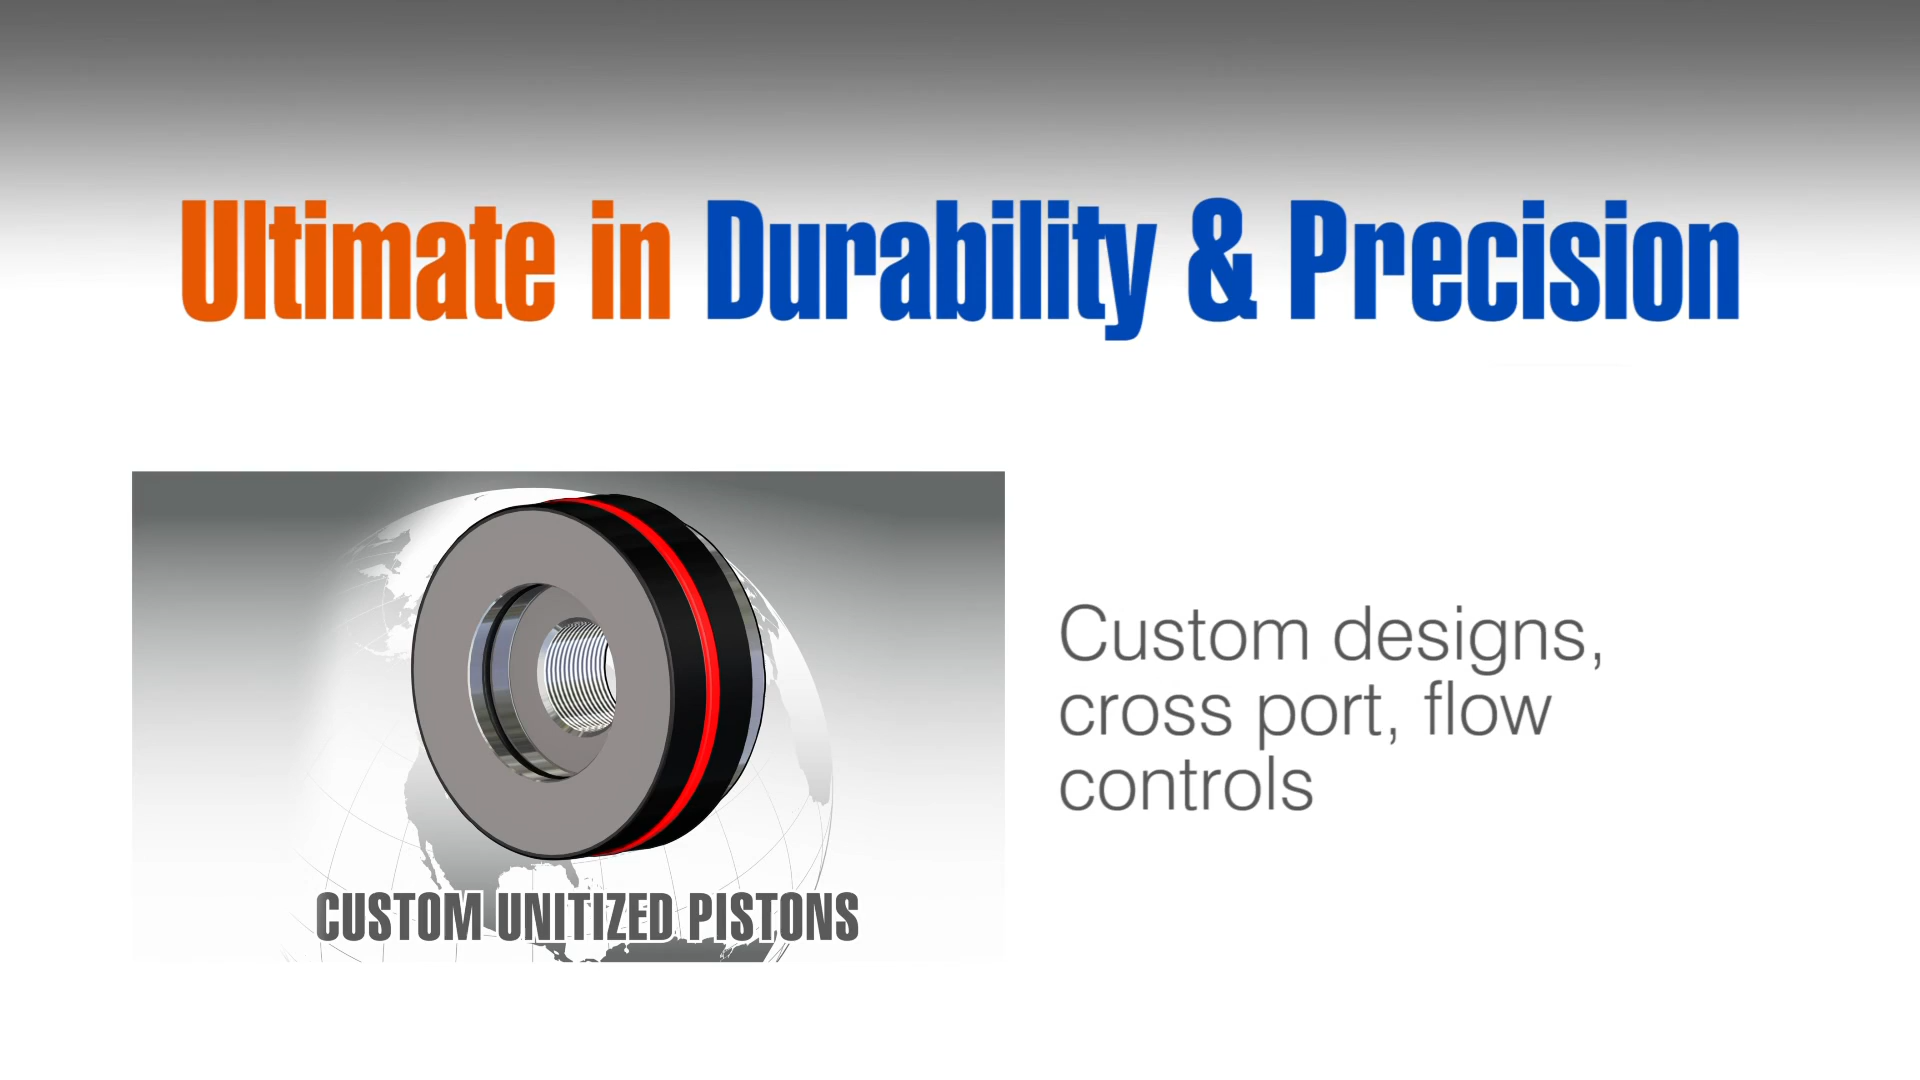 Ultimate in Durability & Precision
CUSTOM UNITIZED PISTONS
Custom designs,
cross port, flow
controls